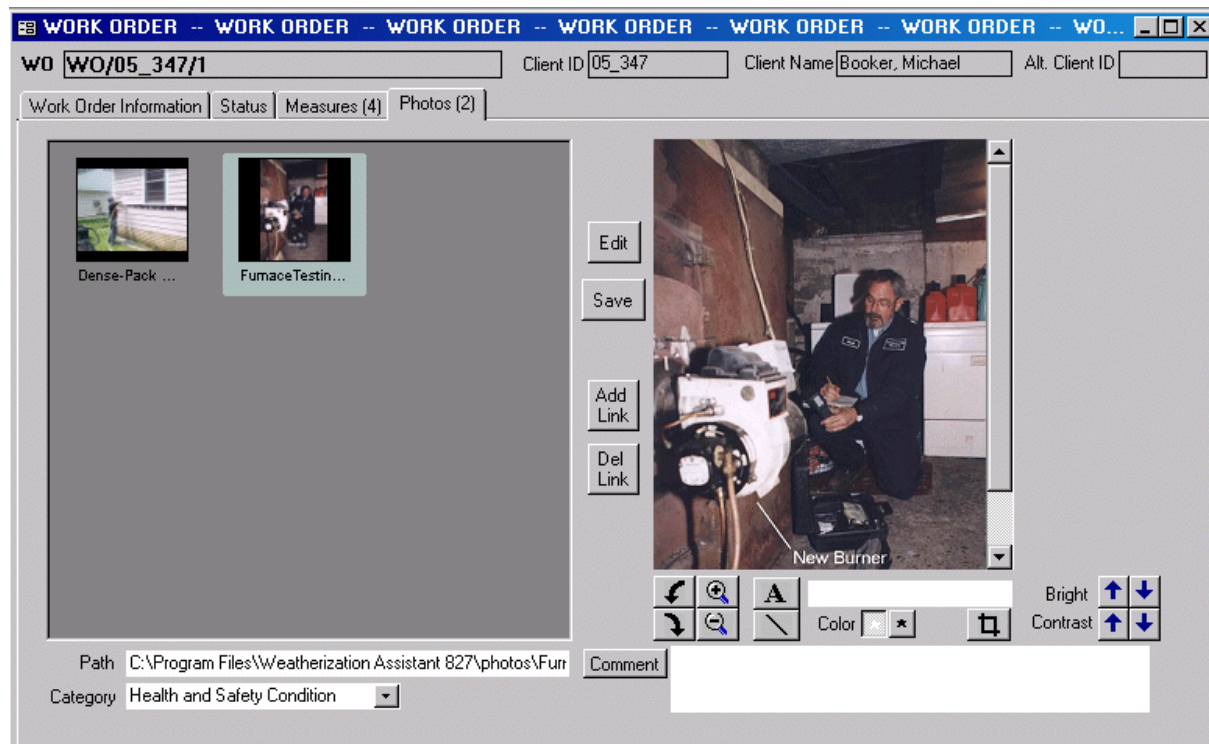 WORK ORDER -- WORK ORDER -- WORK ORDER -- WORK ORDER -- WORK ORDER -- WORK ORDER -- WO...
WO WO/05_347/1 Client ID 05_347 Client Name Booker, Michael Alt. Client ID
Work Order Information Status Measures (4) Photos (2)
Edit
Dense-Pack ... FurnaceTestin...
Save
Add
Link
Del
Link
New Burner
A Bright
Color Contrast
Path C:\Program Files\Weatherization Assistant 827\photos\Furr Comment
Category Health and Safety Condition